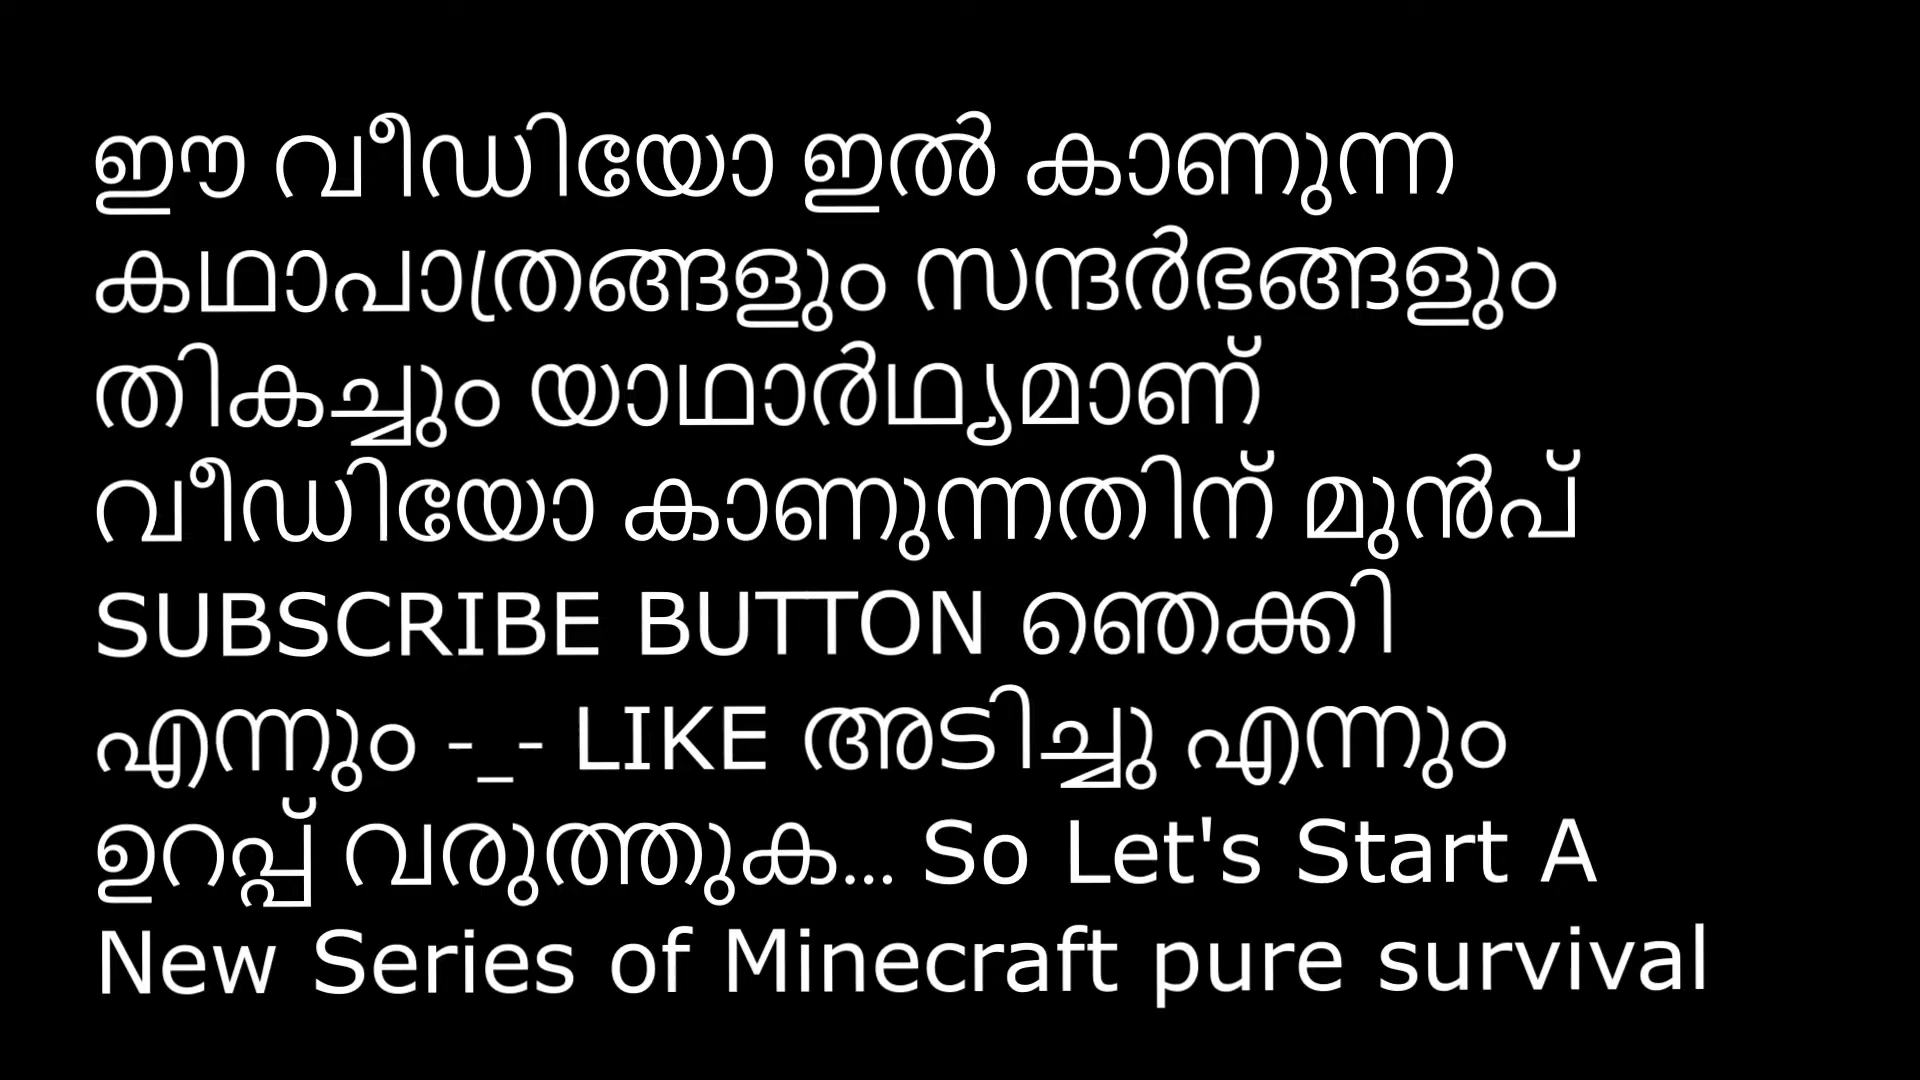 ഈ വീഡിയോ ഇൽ കാണുന്ന
കഥാപാത്രങ്ങളും സന്ദർഭങ്ങളും
തികച്ചും യാഥാർഥ്യമാണ്
വീഡിയോ കാണുന്നതിന് മുൻപ്
SUBSCRIBE BUTTON ഞെക്കി
എന്നും -_- LIKE അടിച്ചു എന്നും
ഉറപ്പ് വരുത്തുക... So Let's Start A
New Series of Minecraft pure survival